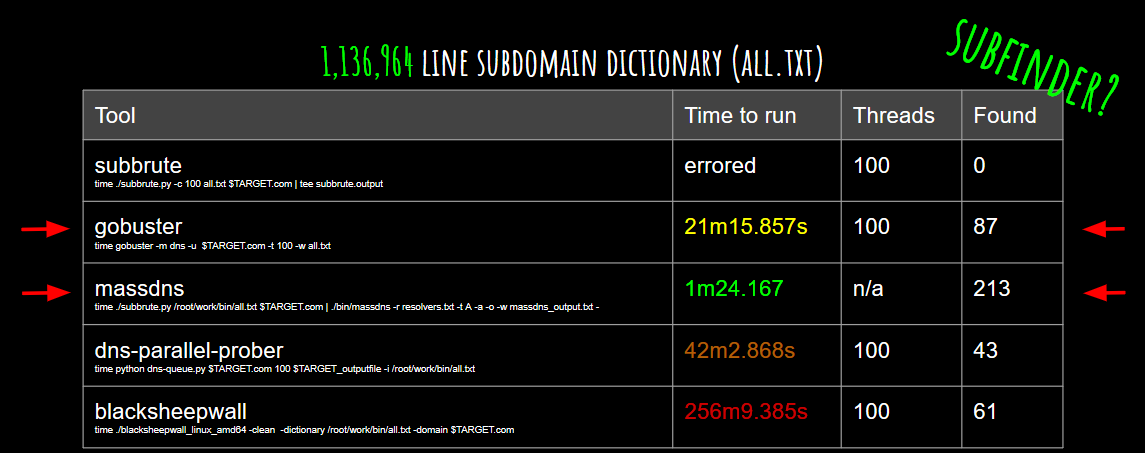 1,136,964 LINE SUBDOMAIN DICTIONARY (ALL.TXT)
SUBFINDER?
Tool Time to run Threads Found
subbrute errored 100 0
time ./subbrute.py -c 100 all.txt $TARGET.com | tee subbrute.output
gobuster 21m15.857s 100 87
time gobuster -m dns -u $TARGET.com -t 100 -w all.txt
massdns 1m24.167 n/a 213
time ./subbrute.py /root/work/bin/all.txt $TARGET.com | ./bin/massdns -r resolvers.txt -t A -a -o -w massdns_output.txt -
dns-parallel-prober 42m2.868s 100 43
time python dns-queue.py $TARGET.com 100 $TARGET_outputfile -i /root/work/bin/all.txt
blacksheepwall 256m9.385s 100 61
time ./blacksheepwall_linux_amd64 -clean -dictionary /root/work/bin/all.txt -domain $TARGET.com